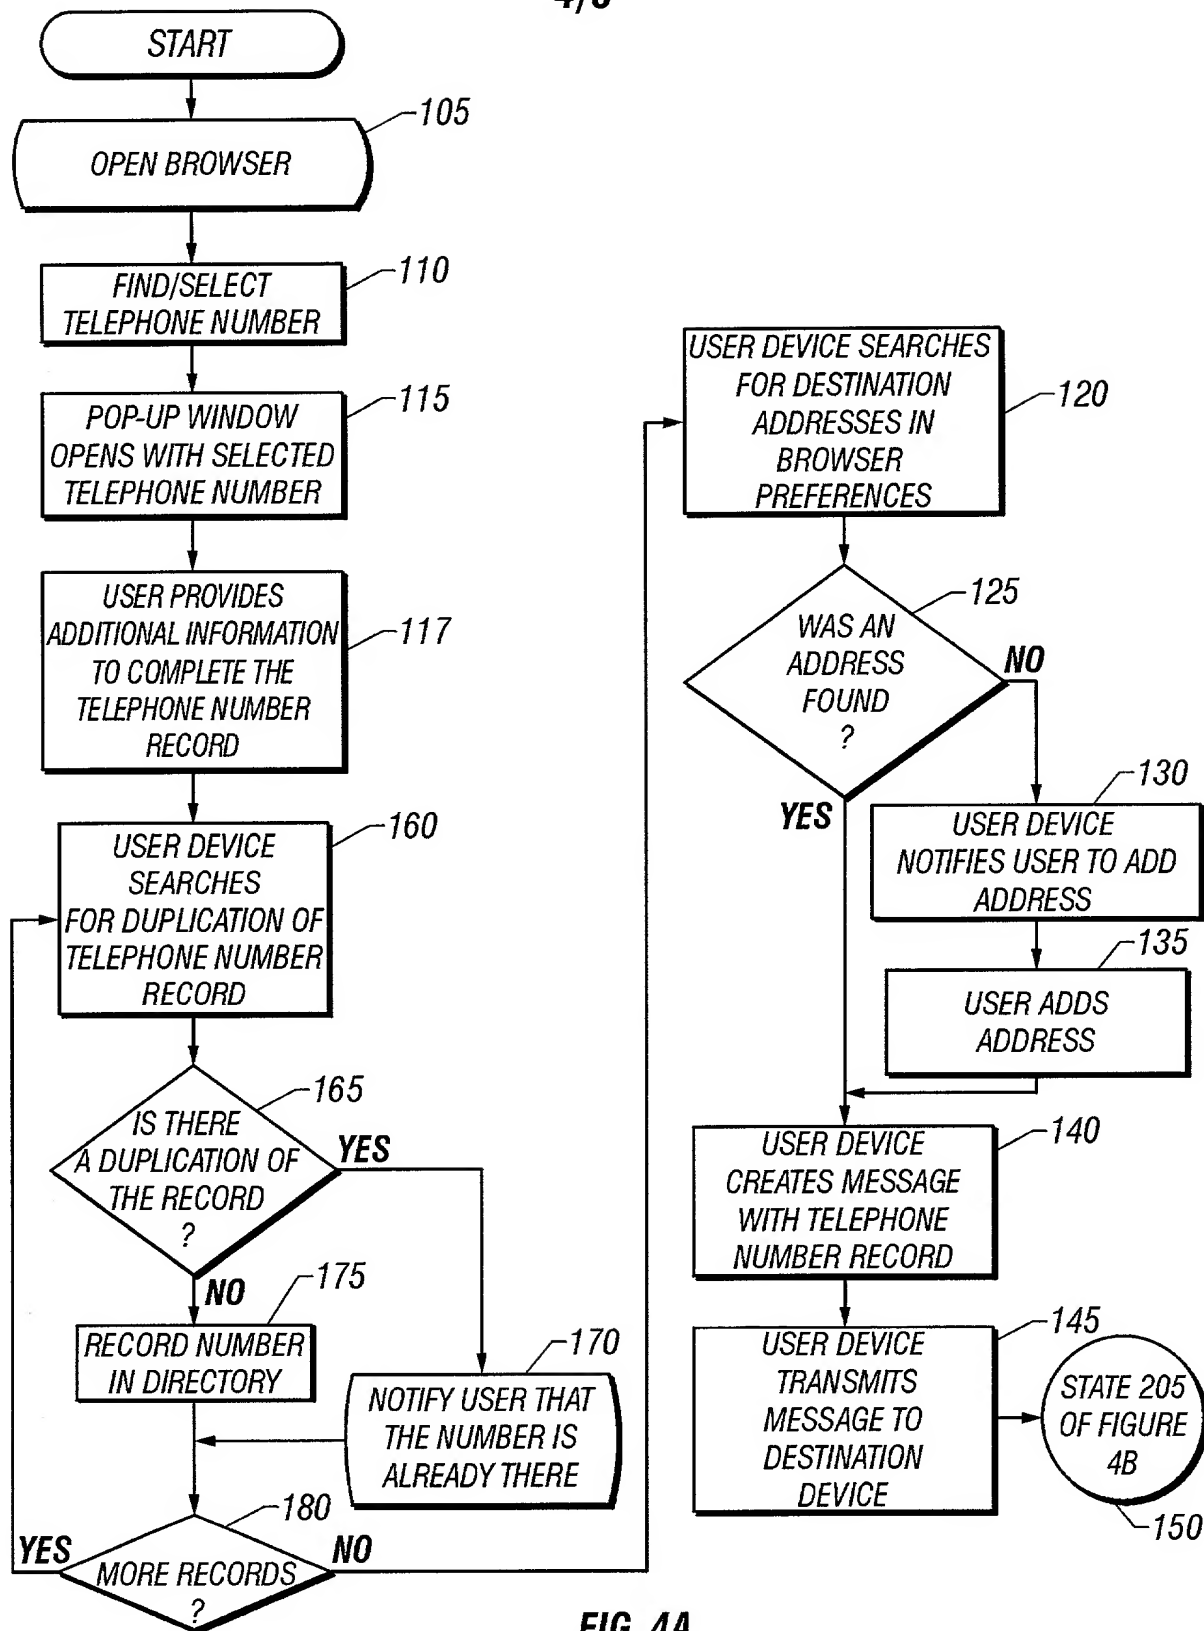 START
105
OPEN BROWSER
110
FIND/SELECT
TELEPHONE NUMBER
115
POP-UP WINDOW
OPENS WITH SELECTED
TELEPHONE NUMBER
117
USER PROVIDES
ADDITIONAL INFORMATION
TO COMPLETE THE
TELEPHONE NUMBER
RECORD
160
USER DEVICE
SEARCHES
FOR DUPLICATION OF
TELEPHONE NUMBER
RECORD
165
IS THERE
A DUPLICATION OF
THE RECORD
?
YES
NO
175
RECORD NUMBER
IN DIRECTORY
170
NOTIFY USER THAT
THE NUMBER IS
ALREADY THERE
180
YES
MORE RECORDS
?
NO
USER DEVICE SEARCHES
FOR DESTINATION
ADDRESSES IN
BROWSER
PREFERENCES
120
125
WAS AN
ADDRESS
FOUND
?
NO
YES
130
USER DEVICE
NOTIFIES USER TO ADD
ADDRESS
135
USER ADDS
ADDRESS
140
USER DEVICE
CREATES MESSAGE
WITH TELEPHONE
NUMBER RECORD
145
USER DEVICE
TRANSMITS
MESSAGE TO
DESTINATION
DEVICE
STATE 205
OF FIGURE
4B
150
FIG. 4A